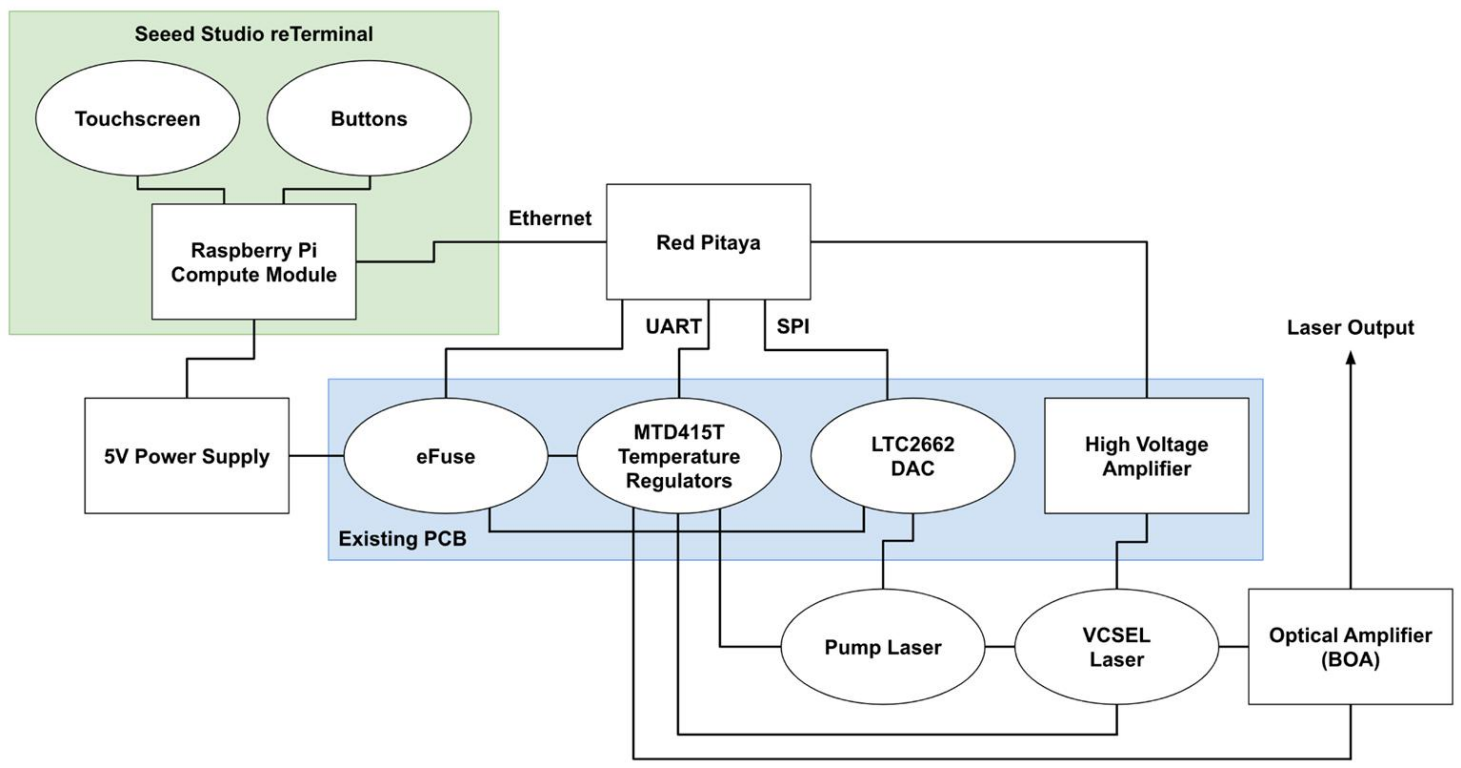 Seeed Studio reTerminal
Touchscreen
Buttons
Raspberry Pi
Compute Module
Ethernet
Red Pitaya
UART
SPI
Laser Output
5V Power Supply
eFuse
MTD415T
Temperature
Regulators
LTC2662
DAC
High Voltage
Amplifier
Existing PCB
Pump Laser
VCSEL
Laser
Optical Amplifier
(BOA)